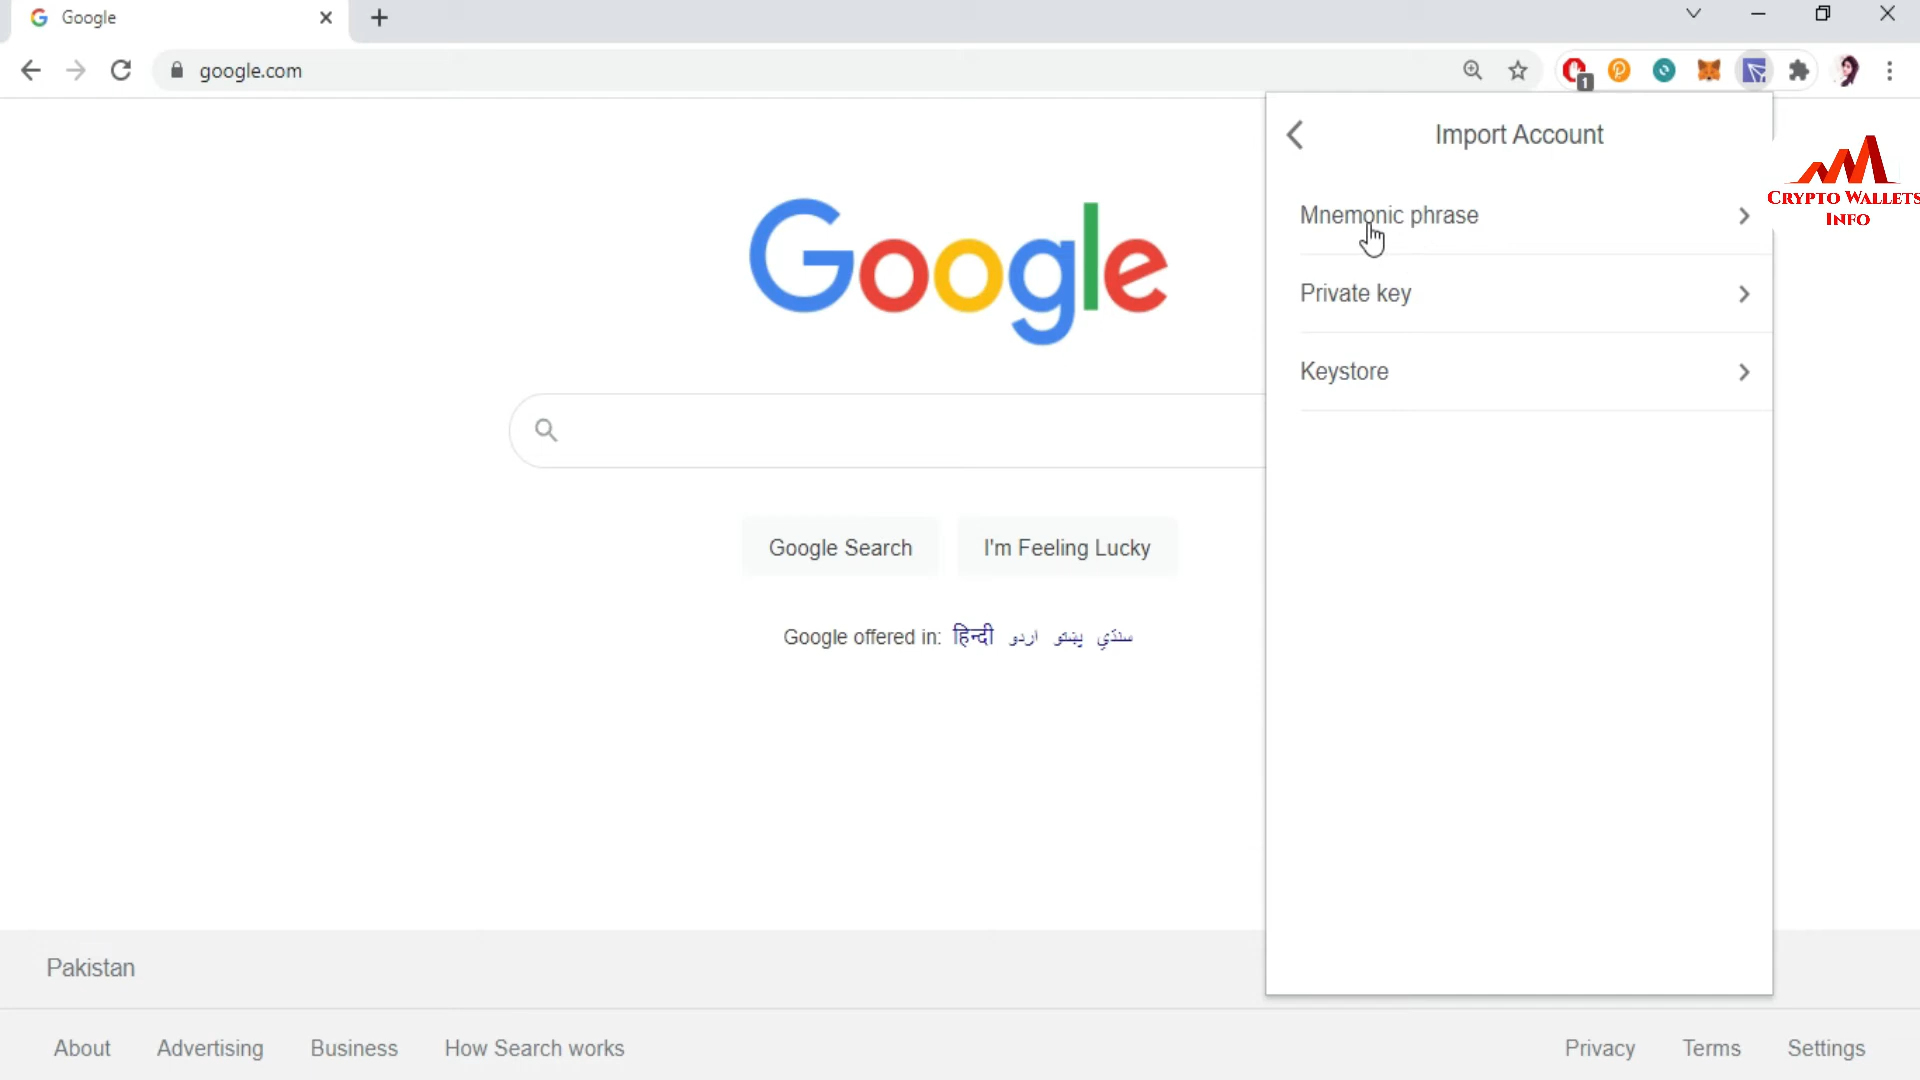 Google
google.com
1
Import Account
Mnemonic phrase
Private key
Keystore
CRYPTO WALLETS
INFO
Google
Google Search
I'm Feeling Lucky
Google offered in: हिन्दी اردو پښتو سنڌي
Pakistan
About Advertising Business How Search works Privacy Terms Settings